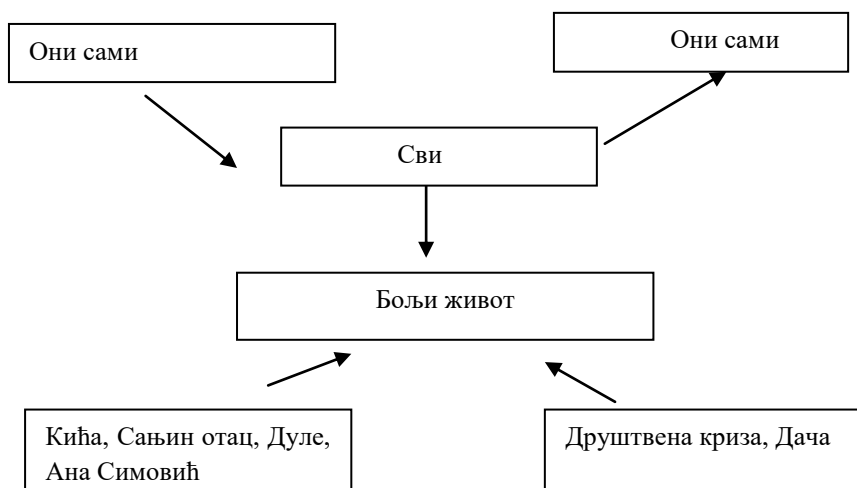 Они сами
Они сами
Сви
Бољи живот
Кића, Сањин отац, Дуле,
Ана Симовић
Друштвена криза, Дача